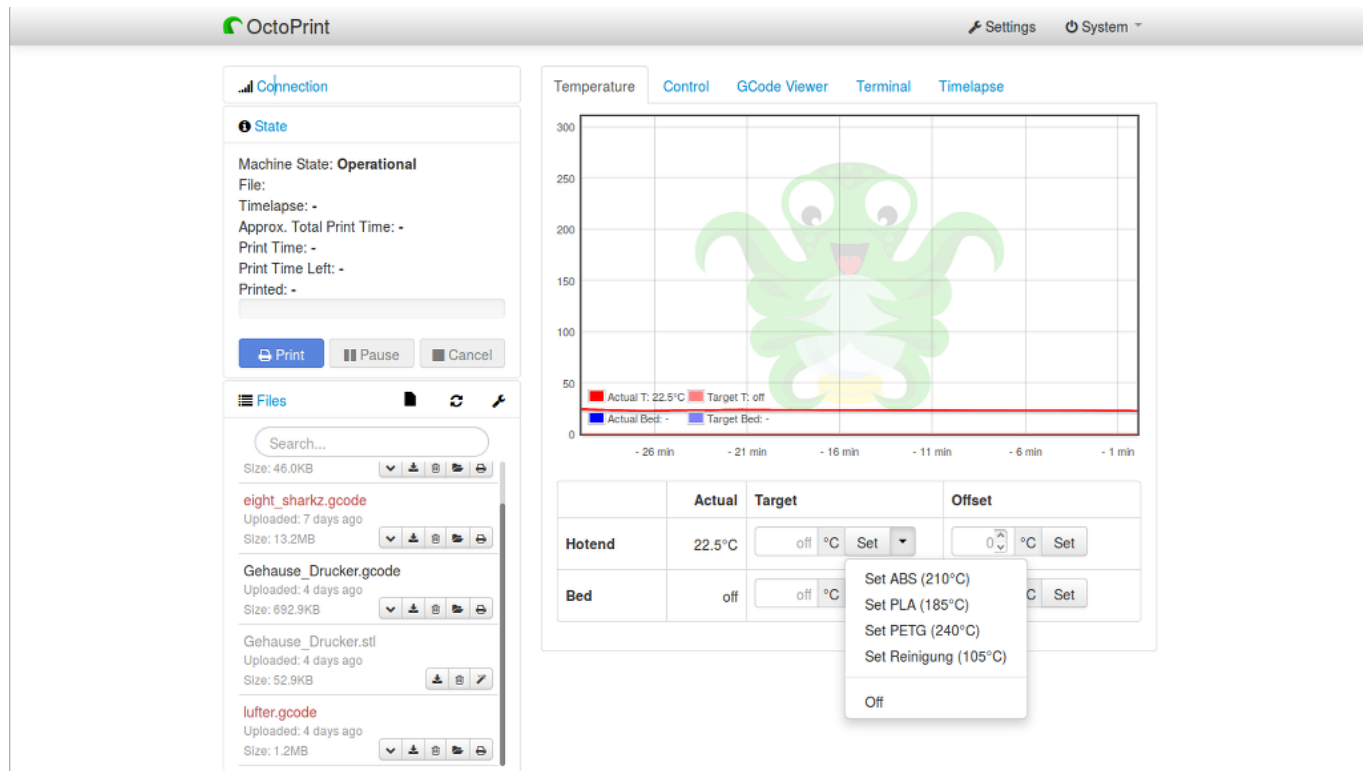 OctoPrint
Settings System
Connection
State
Machine State: Operational
File:
Timelapse: -
Approx. Total Print Time: -
Print Time: -
Print Time Left: -
Printed: -
Print Pause Cancel
Files
Search...
Size: 46.0KB
eight_sharkz.gcode
Uploaded: 7 days ago
Size: 13.2MB
Gehause_Drucker.gcode
Uploaded: 4 days ago
Size: 692.9KB
Gehause_Drucker.stl
Uploaded: 4 days ago
Size: 52.9KB
lufter.gcode
Uploaded: 4 days ago
Size: 1.2MB
Temperature Control GCode Viewer Terminal Timelapse
300
250
200
150
100
50
0
Actual T: 22.5°C Target T: off
Actual Bed: - Target Bed: -
- 26 min - 21 min - 16 min - 11 min - 6 min - 1 min
Actual Target Offset
Hotend 22.5°C off °C Set 0 °C Set
Bed off off °C C Set
Set ABS (210°C)
Set PLA (185°C)
Set PETG (240°C)
Set Reinigung (105°C)
Off